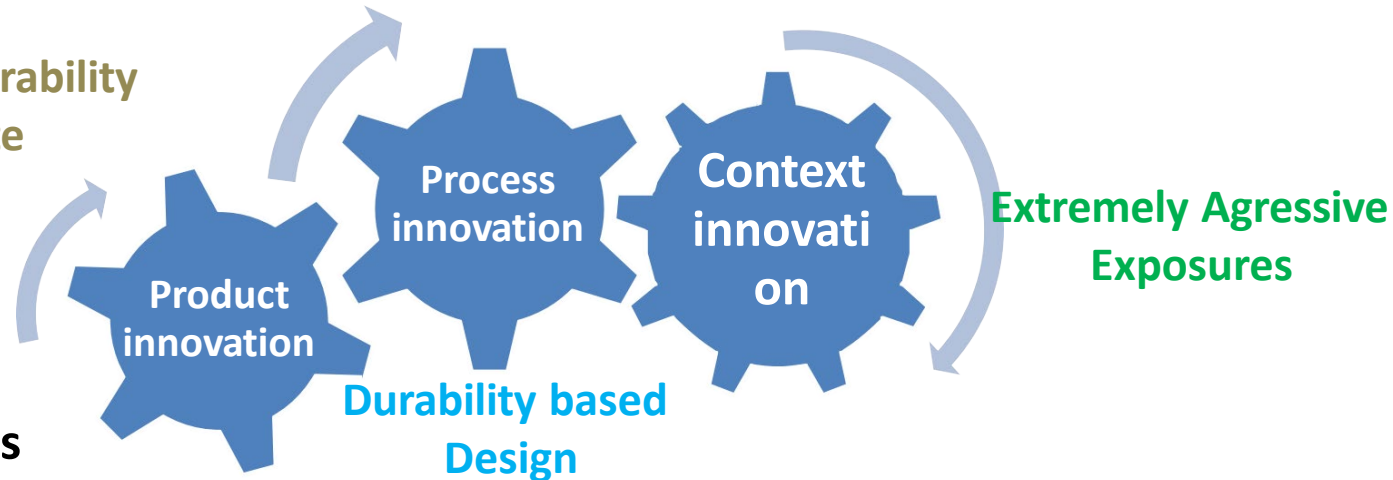 rability
Process
innovation
Context
innovati
on
Extremely Agressive
Exposures
Product
innovation
Durability based
Design
s